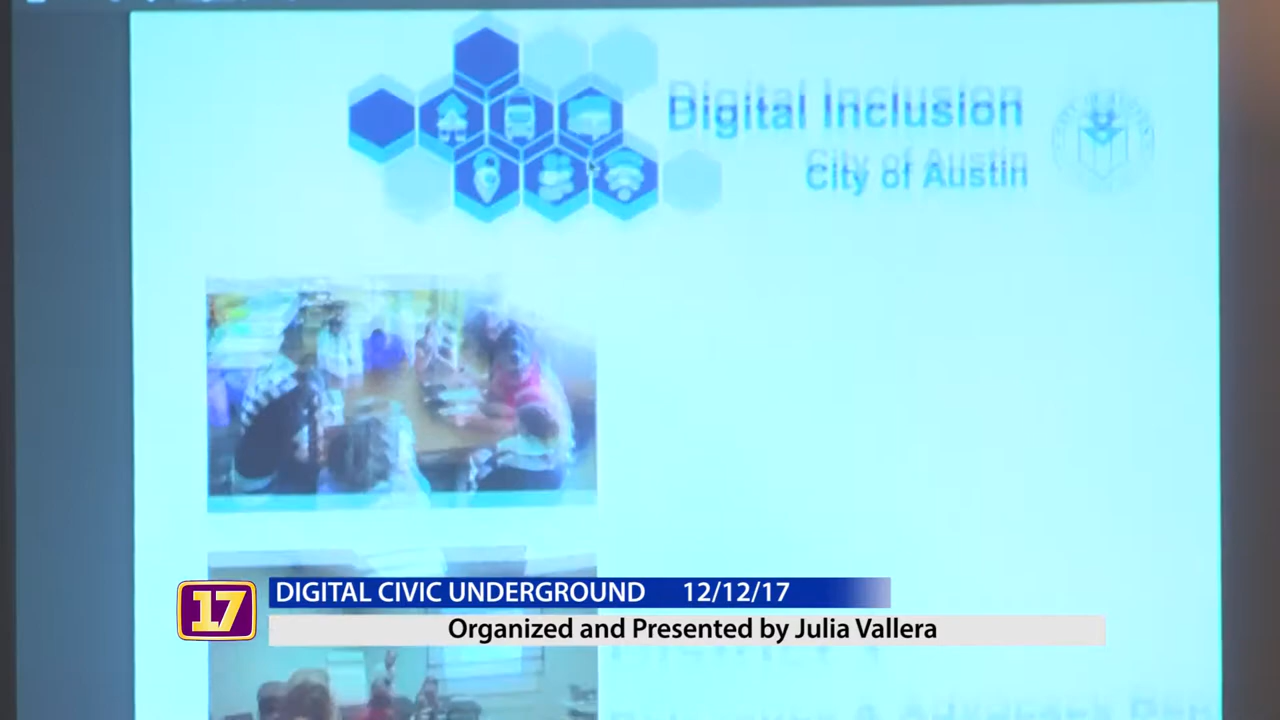 Digital Inclusion
City of Austin
17
DIGITAL CIVIC UNDERGROUND 12/12/17
Organized and Presented by Julia Vallera